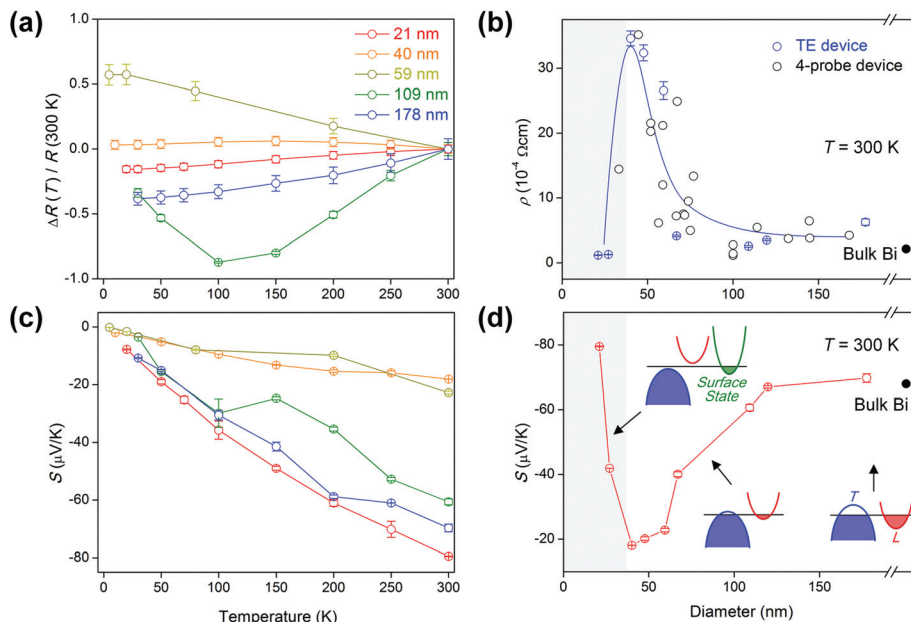 (a)
21 nm
40 nm
59 nm
109 nm
178 nm
ΔR (T) / R (300 K)
1.0
0.5
0.0
-0.5
-1.0
0 50 100 150 200 250 300
(b)
TE device
4-probe device
T = 300 K
Bulk Bi
ρ (10⁻⁴ Ωcm)
30
20
10
0
0 50 100 150
(c)
S (μV/K)
0
-20
-40
-60
-80
0 50 100 150 200 250 300
Temperature (K)
(d)
T = 300 K
Surface
State
Bulk Bi
T
L
S (μV/K)
-80
-60
-40
-20
0 50 100 150
Diameter (nm)